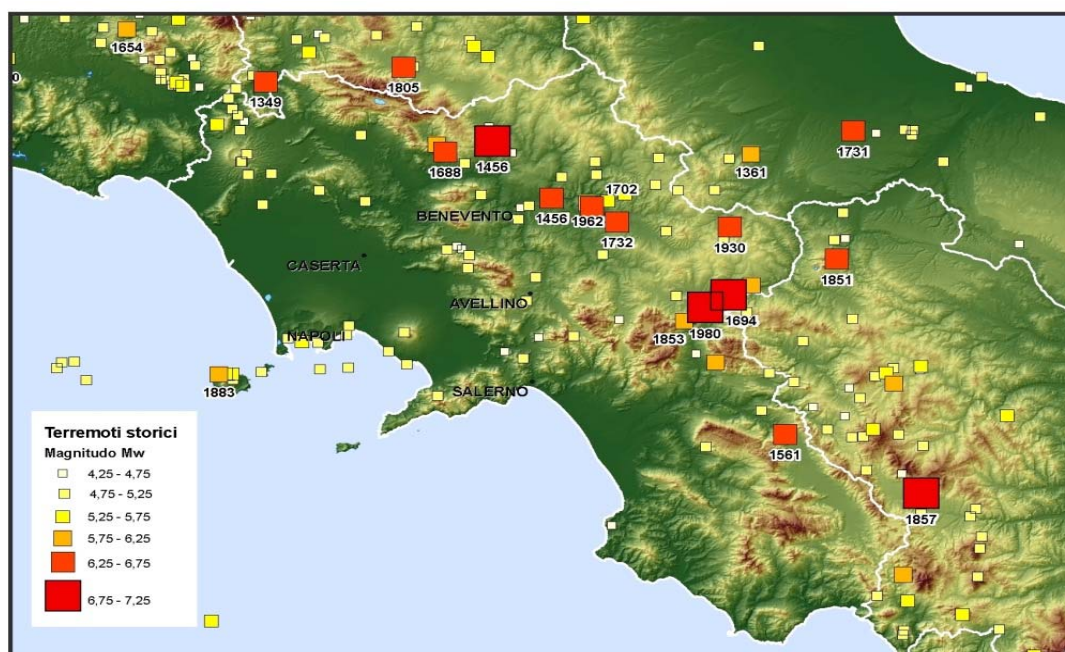 1654
0
1349
1805
1688
1456
1731
1361
1702
BENEVENTO
1456
1962
1732
1930
CASERTA
1851
AVELLINO
1694
1980
1853
NAPOLI
1883
SALERNO
1561
1857
Terremoti storici
Magnitudo Mw
4,25 - 4,75
4,75 - 5,25
5,25 - 5,75
5,75 - 6,25
6,25 - 6,75
6,75 - 7,25